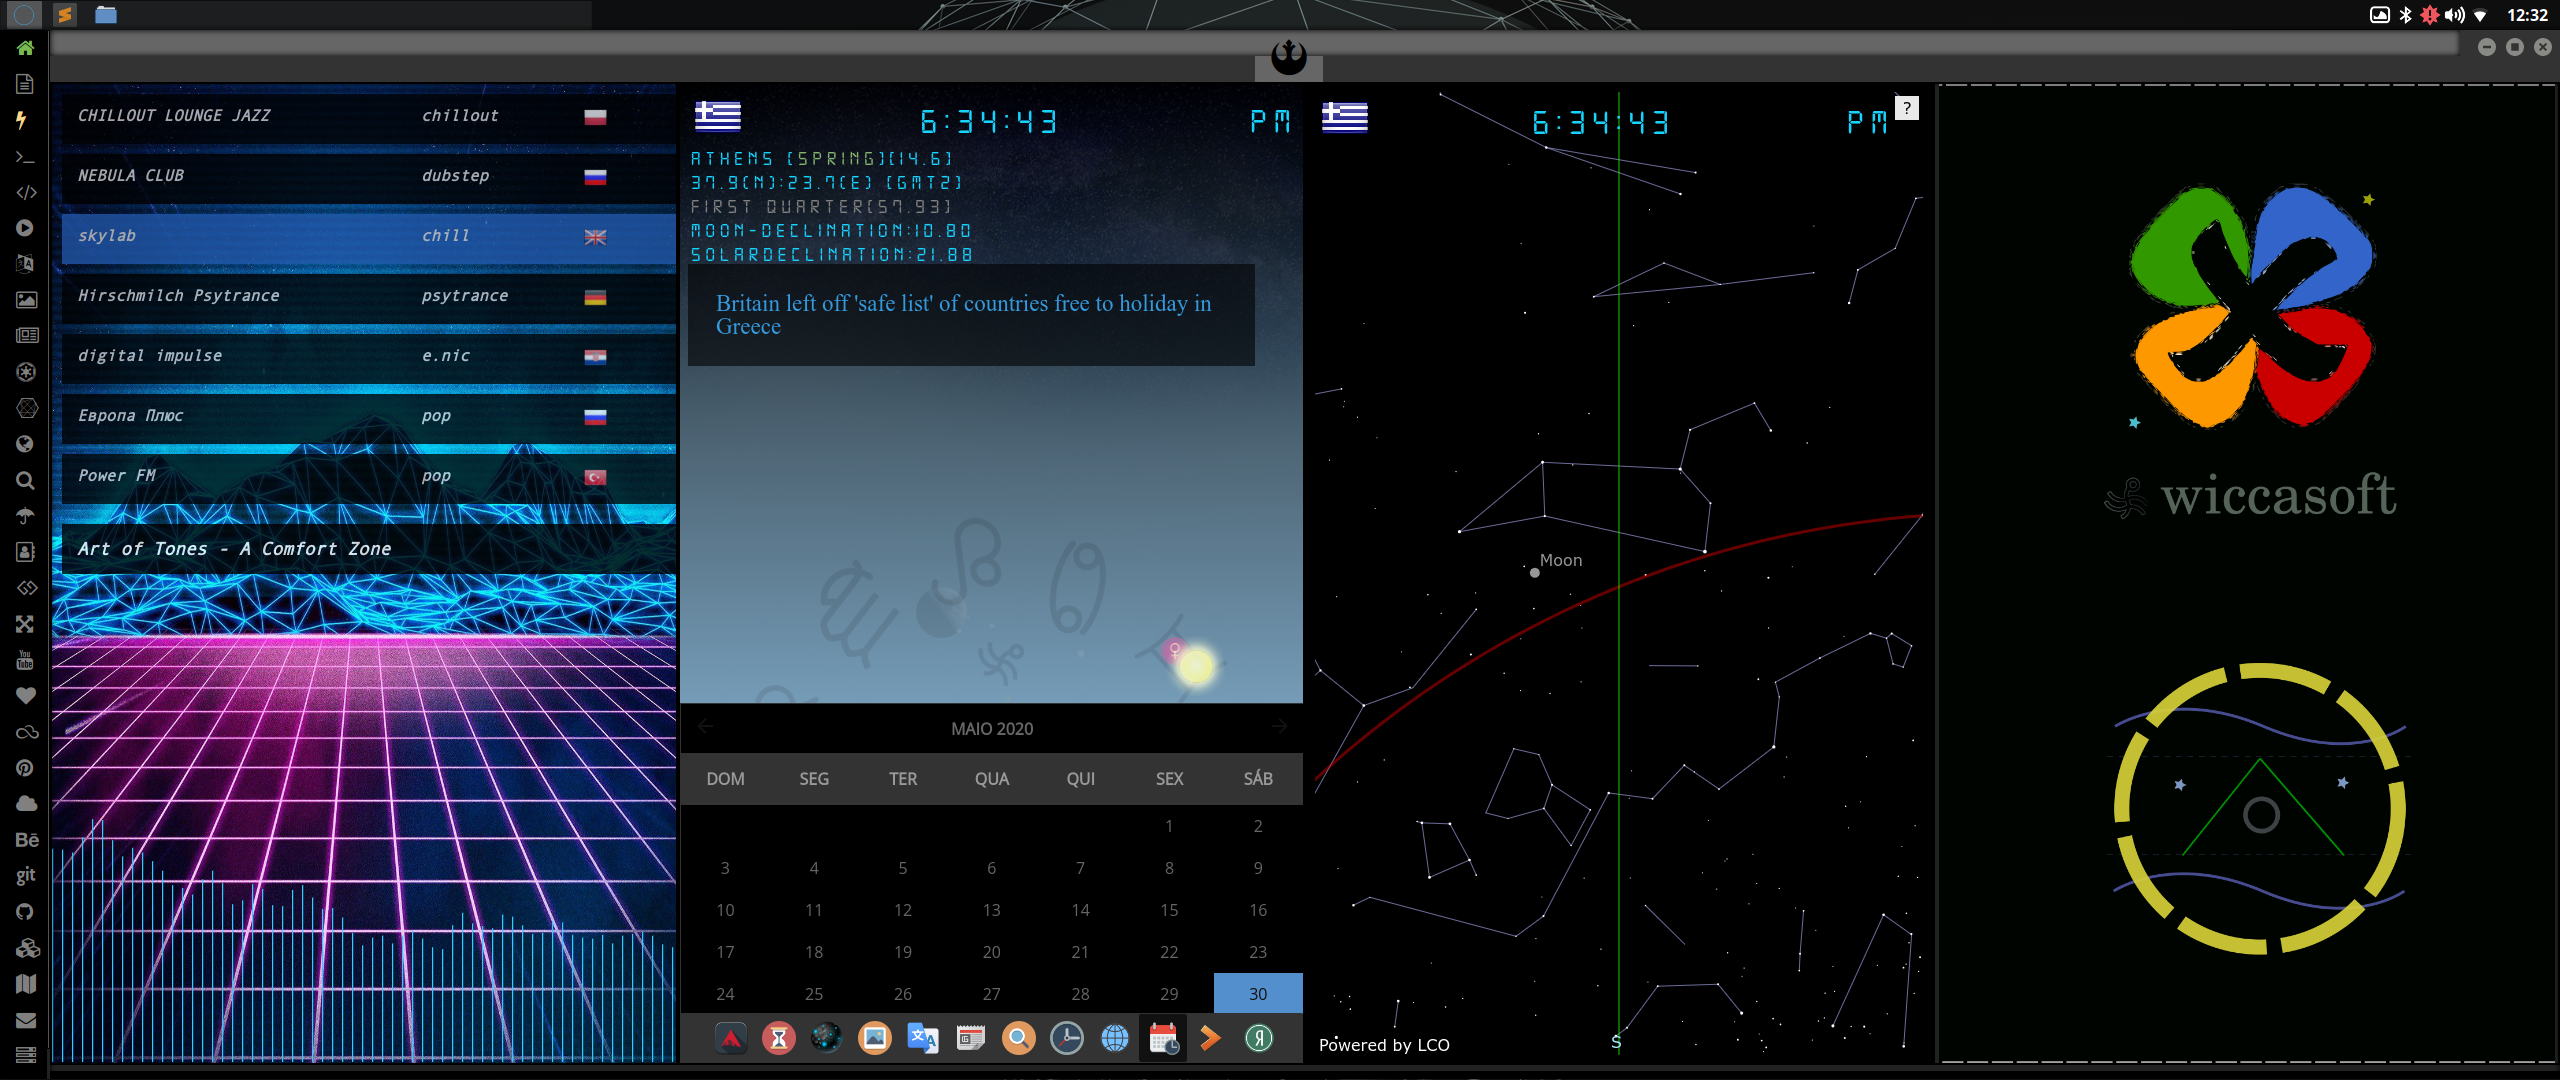 12:32
CHILLOUT LOUNGE JAZZ chillout
NEBULA CLUB dubstep
skylab chill
Hirschmilch Psytrance psytrance
digital impulse e.nic
Европа Плюс pop
Power FM pop
Art of Tones - A Comfort Zone
You
Tube
Bē
git
6:34:43 PM
ATHENS [SPRING][14.6]
37.9(N):23.7(E) [GMT2]
FIRST QUARTER[57.93]
MOON-DECLINATION:10.80
SOLARDECLINATION:21.88
Britain left off 'safe list' of countries free to holiday in
Greece
MAIO 2020
DOM SEG TER QUA QUI SEX SÁB
1 2
3 4 5 6 7 8 9
10 11 12 13 14 15 16
17 18 19 20 21 22 23
24 25 26 27 28 29 30
6:34:43 PM
?
Moon
S
Powered by LCO
wiccasoft